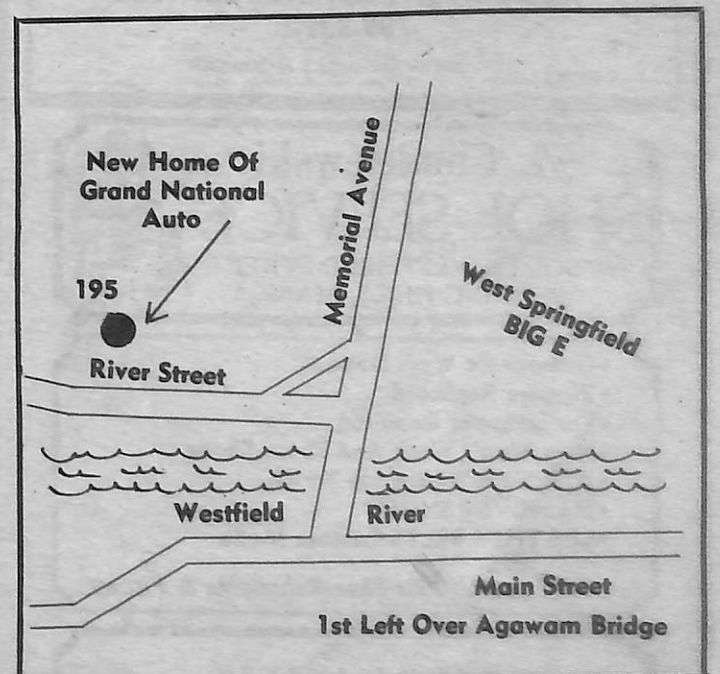 New Home Of
Grand National
Auto
195
River Street
Memorial Avenue
West Springfield
BIG E
Westfield River
Main Street
1st Left Over Agawam Bridge